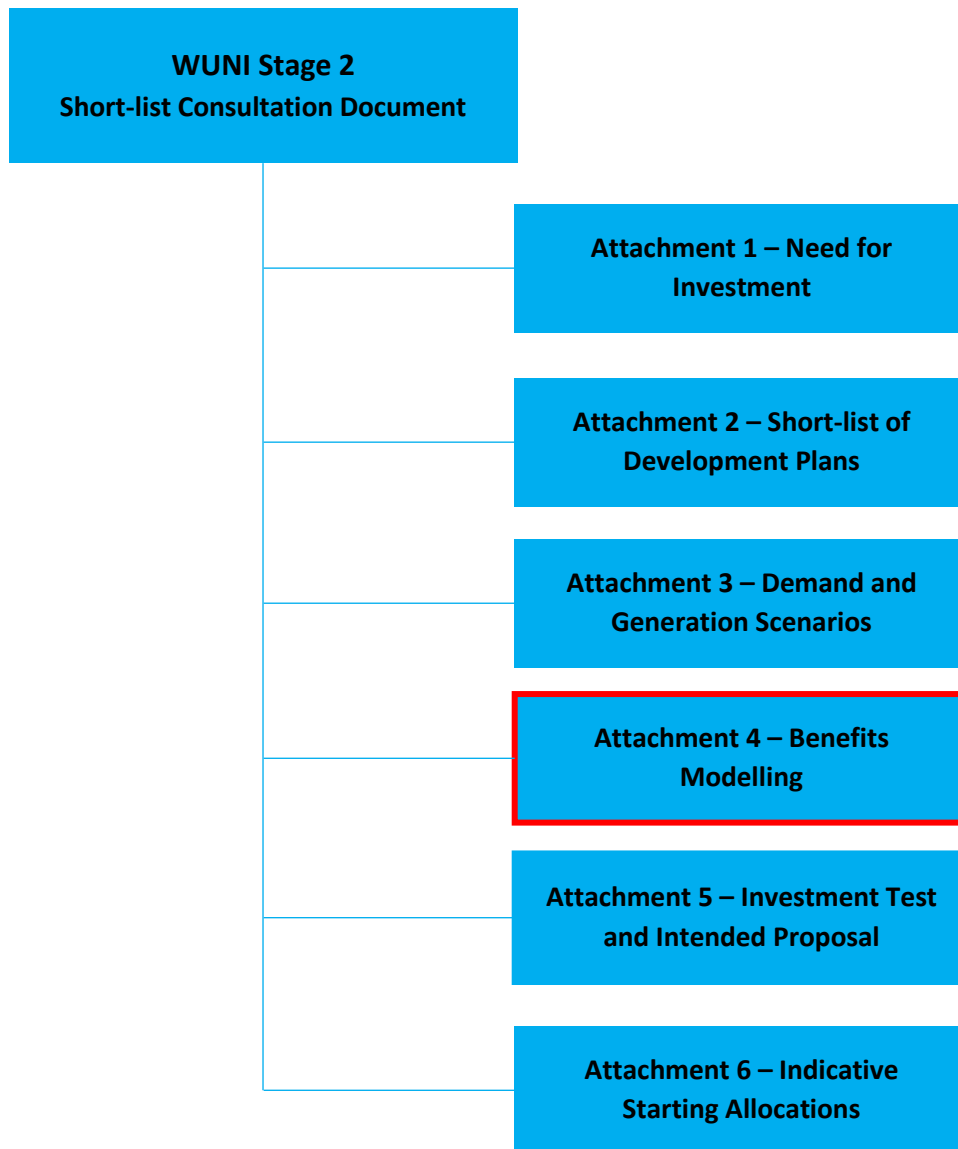 WUNI Stage 2
Short-list Consultation Document
Attachment 1 – Need for
Investment
Attachment 2 – Short-list of
Development Plans
Attachment 3 – Demand and
Generation Scenarios
Attachment 4 – Benefits
Modelling
Attachment 5 – Investment Test
and Intended Proposal
Attachment 6 – Indicative
Starting Allocations